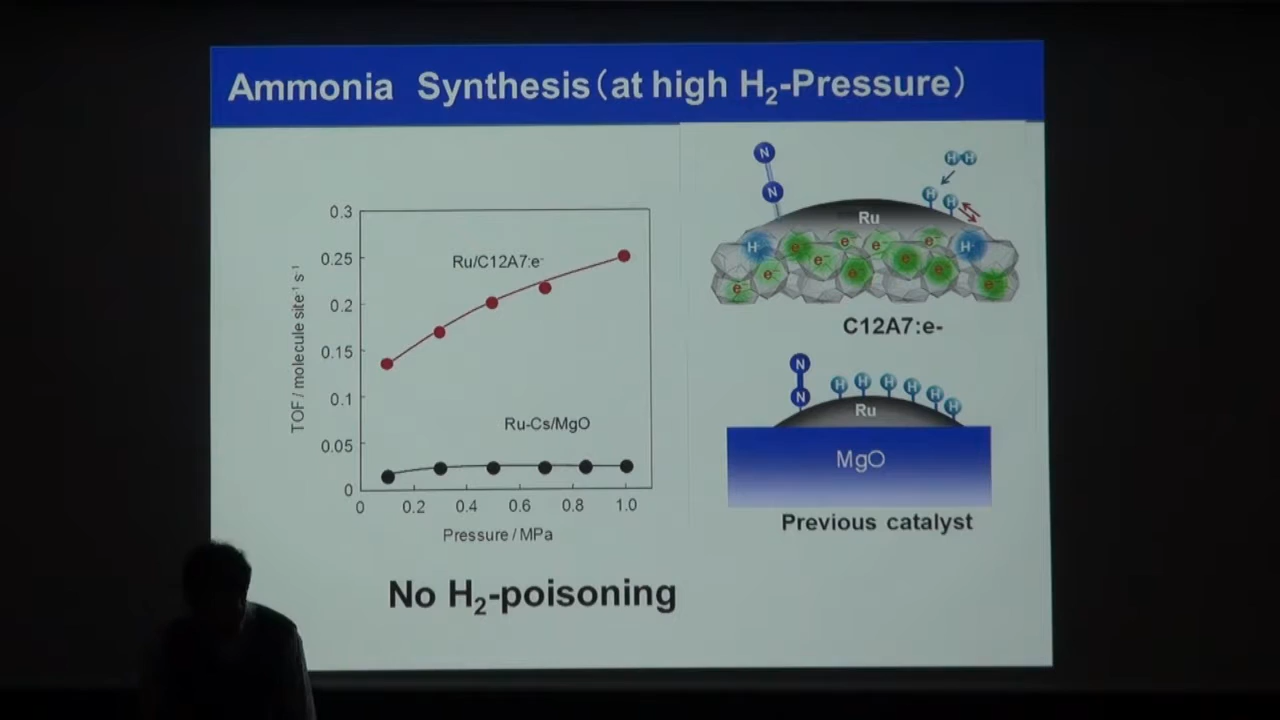 Ammonia Synthesis(at high H₂-Pressure)
0.3
0.25
0.2
0.15
0.1
0.05
0
TOF / molecule site⁻¹ s⁻¹
Ru/C12A7:e⁻
Ru-Cs/MgO
0 0.2 0.4 0.6 0.8 1.0
Pressure / MPa
No H₂-poisoning
N
N
H H
H H
Ru
H⁻ e⁻ e⁻ e⁻ e⁻ H⁻
e⁻ e⁻ e⁻ e⁻ e⁻
e⁻ e⁻
C12A7:e-
N
N
H H H H H H
Ru
MgO
Previous catalyst